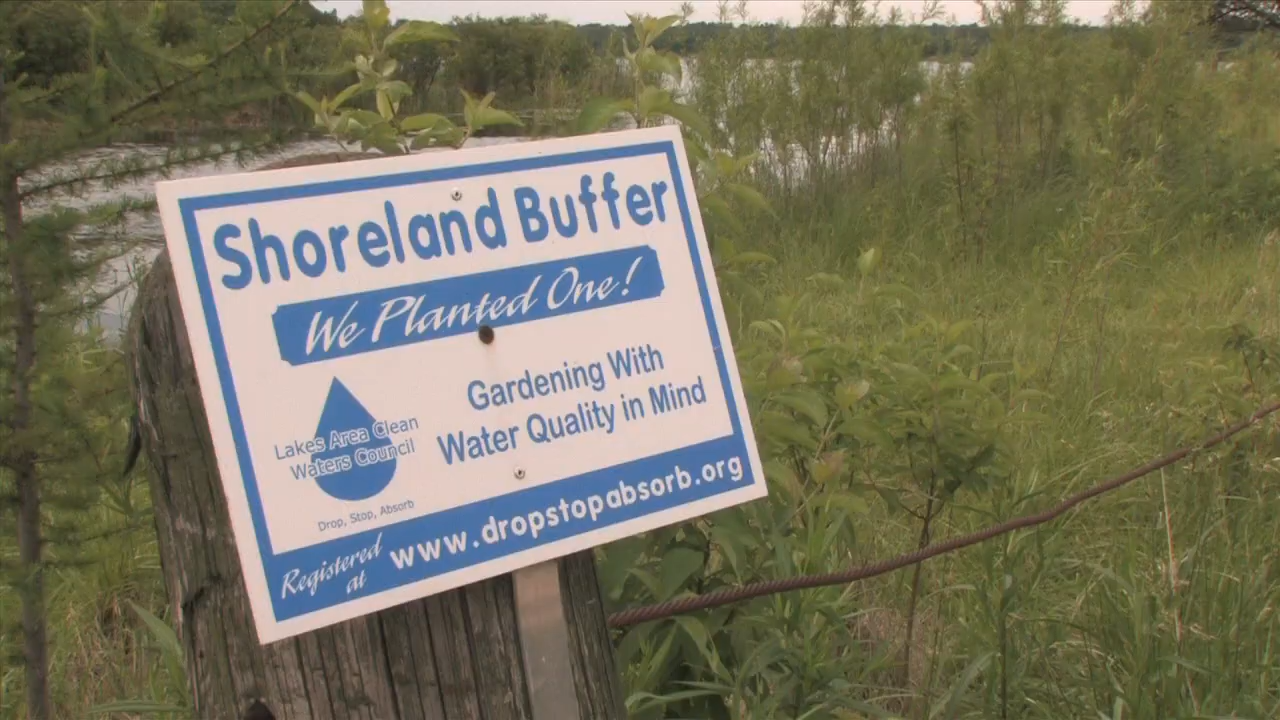 Shoreland Buffer
We Planted One!
Gardening With
Water Quality in Mind
Lakes Area Clean
Waters Council
Drop, Stop, Absorb
Registered
at
www.dropstopabsorb.org